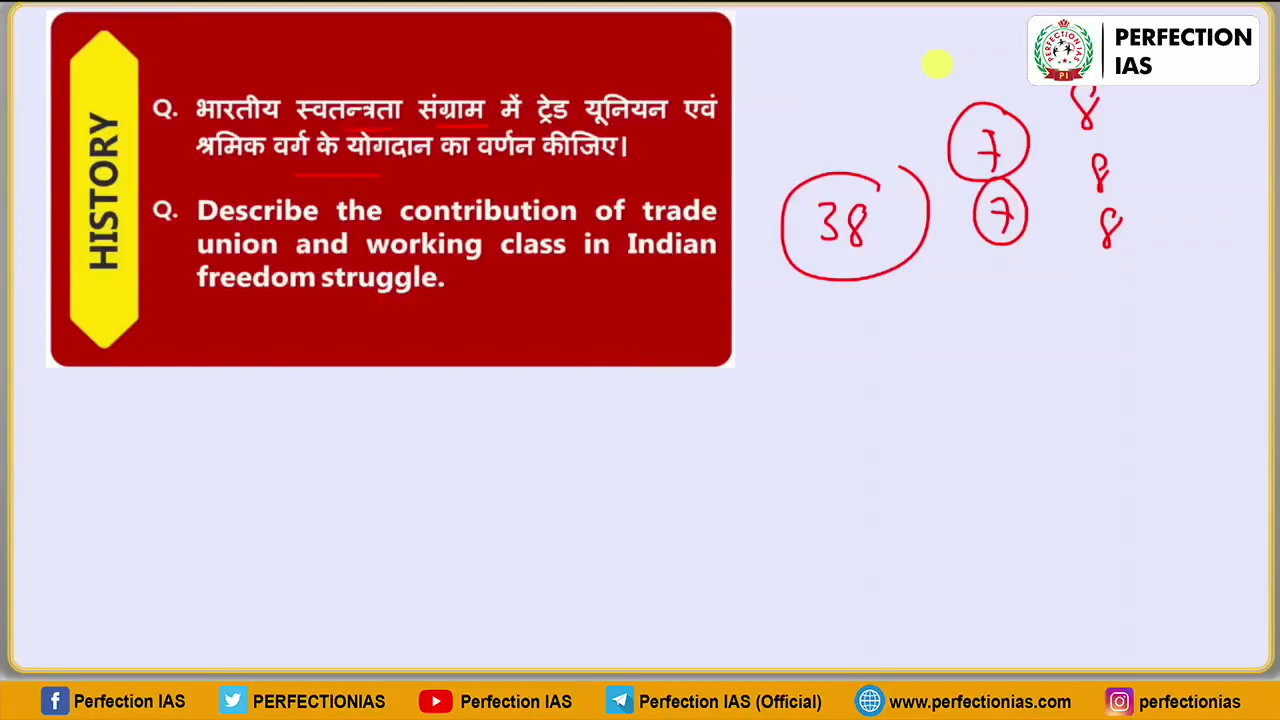 PERFECTION
IAS
PERFECTION IAS
PI
HISTORY
Q. भारतीय स्वतन्त्रता संग्राम में ट्रेड यूनियन एवं
श्रमिक वर्ग के योगदान का वर्णन कीजिए।
Q. Describe the contribution of trade
union and working class in Indian
freedom struggle.
38
7
7
8
8
8
Perfection IAS
PERFECTIONIAS
Perfection IAS
Perfection IAS (Official)
www.perfectionias.com
perfectionias